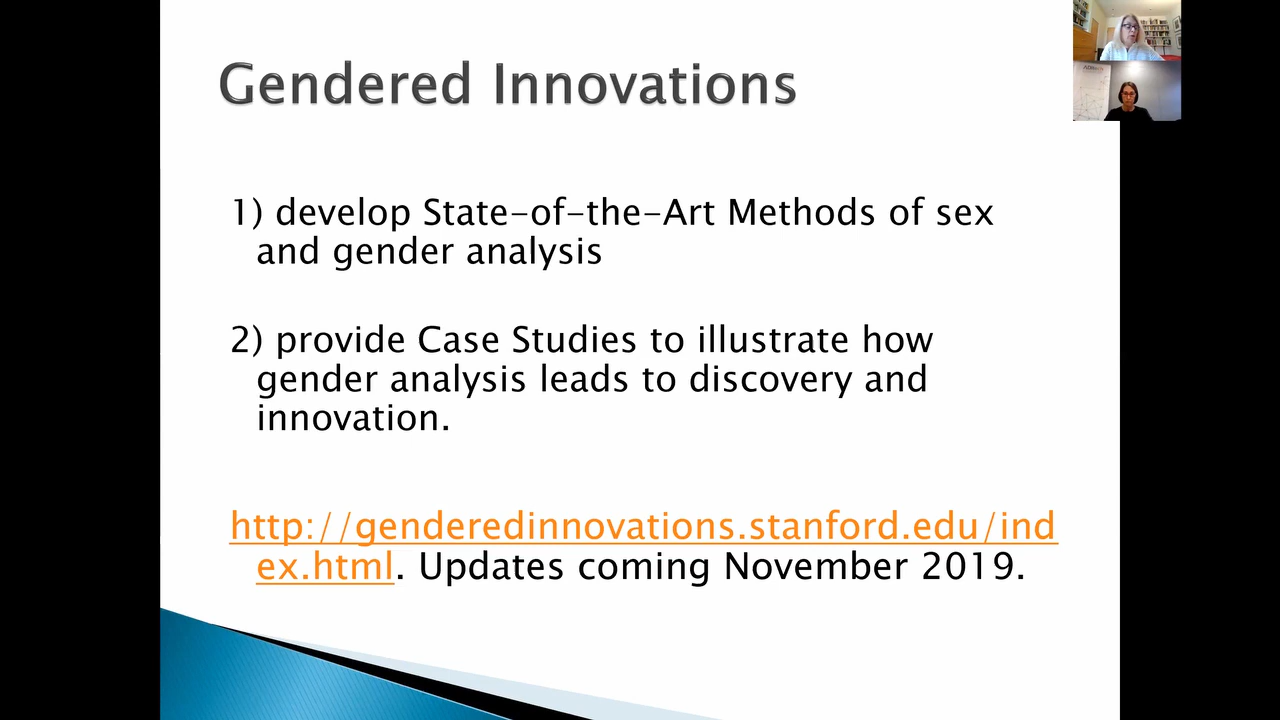 Gendered Innovations
1) develop State-of-the-Art Methods of sex
and gender analysis
2) provide Case Studies to illustrate how
gender analysis leads to discovery and
innovation.
http://genderedinnovations.stanford.edu/ind
ex.html. Updates coming November 2019.